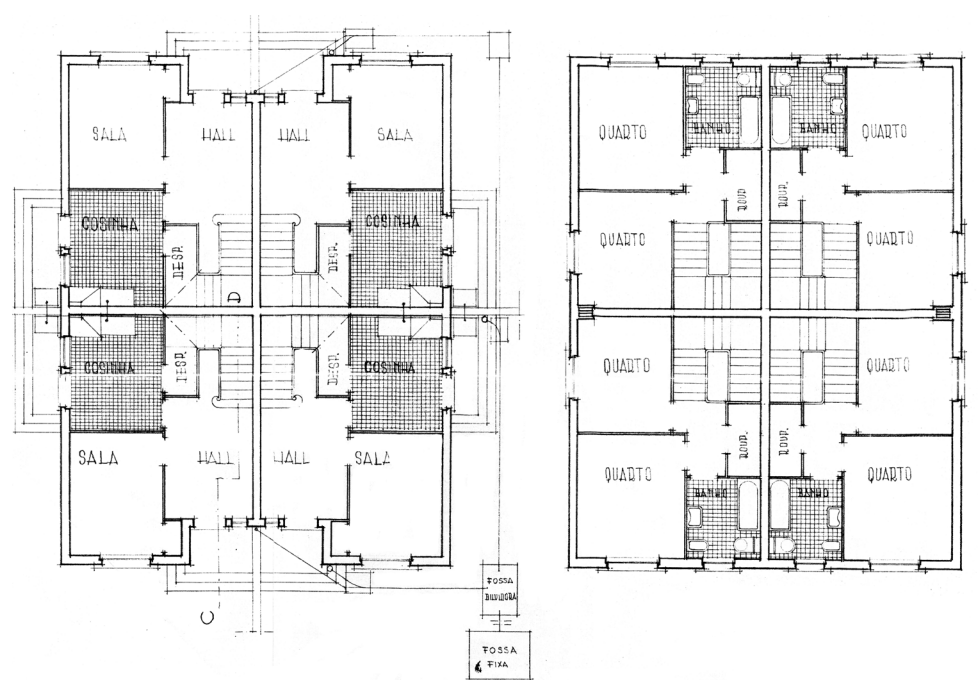 SALA HALL HALL SALA
COSINHA COSINHA
DESP. DESP.
D
COSINHA DESP. DESP. COSINHA
SALA HALL HALL SALA
C
FOSSA
FOSSA
FIXA
QUARTO BANHO BANHO QUARTO
ROUP. ROUP.
QUARTO QUARTO
QUARTO QUARTO
ROUP. ROUP.
QUARTO BANHO BANHO QUARTO